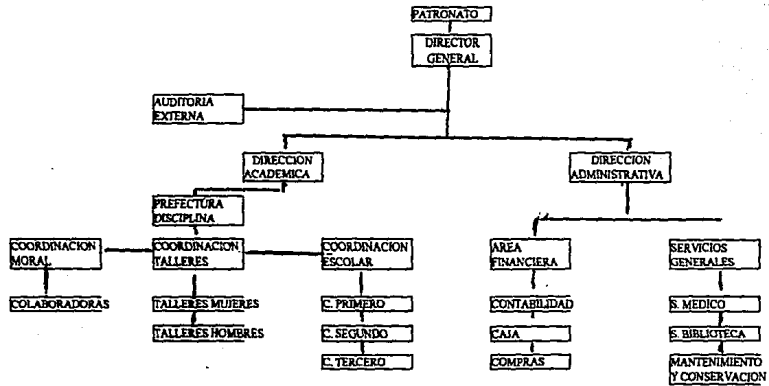 PATRONATO
DIRECTOR
GENERAL
AUDITORIA
EXTERNA
DIRECCION
ACADEMICA
DIRECCION
ADMINISTRATIVA
PREFECTURA
DISCIPLINA
COORDINACION
MORAL
COORDINACION
TALLERES
COORDINACION
ESCOLAR
AREA
FINANCIERA
SERVICIOS
GENERALES
COLABORADORAS
TALLERES MUJERES
C. PRIMERO
CONTABILIDAD
S. MEDICO
TALLERES HOMBRES
C. SEGUNDO
CAJA
S. BIBLIOTECA
C. TERCERO
COMPRAS
MANTENIMIENTO
Y CONSERVACION